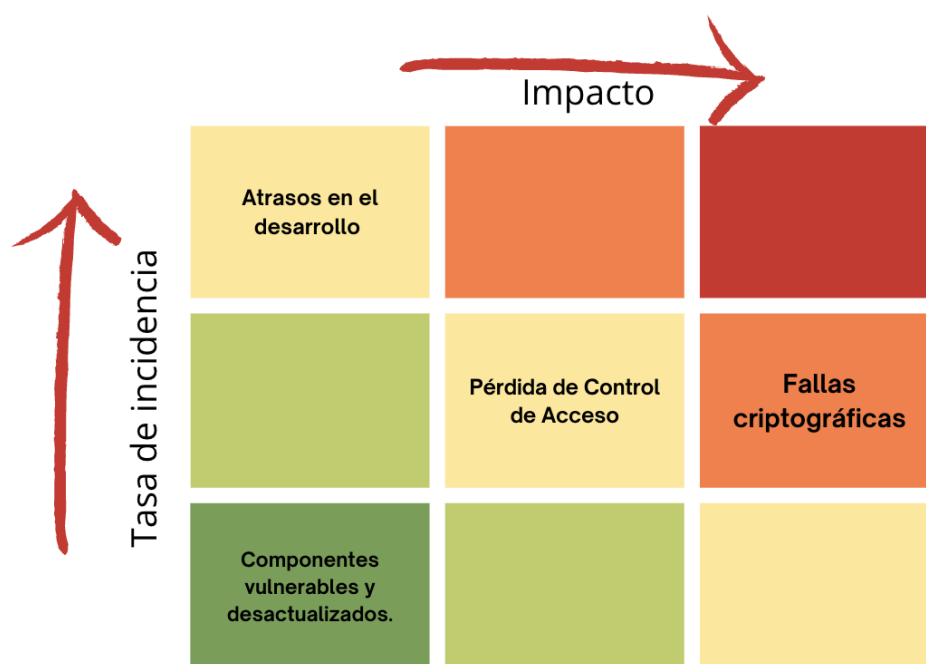 Impacto
Tasa de incidencia
Atrasos en el
desarrollo
Pérdida de Control
de Acceso
Fallas
criptográficas
Componentes
vulnerables y
desactualizados.